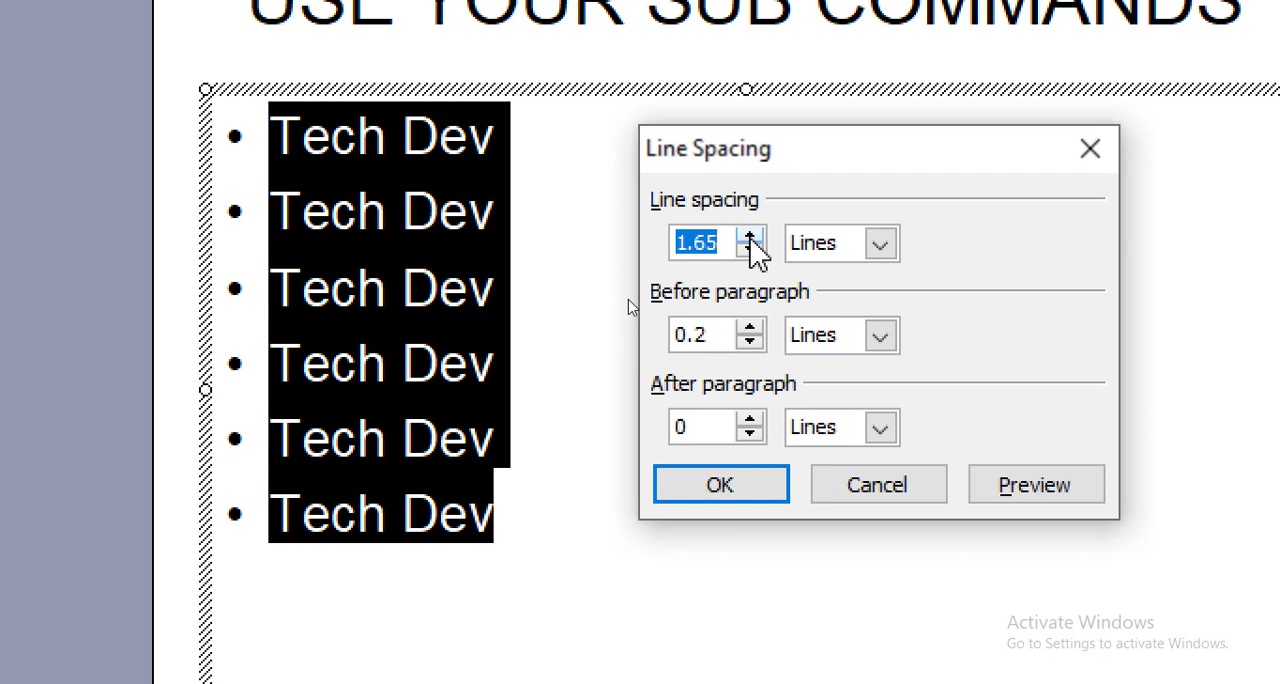 USE YOUR SUB COMMANDS
• Tech Dev
• Tech Dev
• Tech Dev
• Tech Dev
• Tech Dev
• Tech Dev
Line Spacing
Line spacing
1.65 Lines
Before paragraph
0.2 Lines
After paragraph
0 Lines
OK Cancel Preview
Activate Windows
Go to Settings to activate Windows.